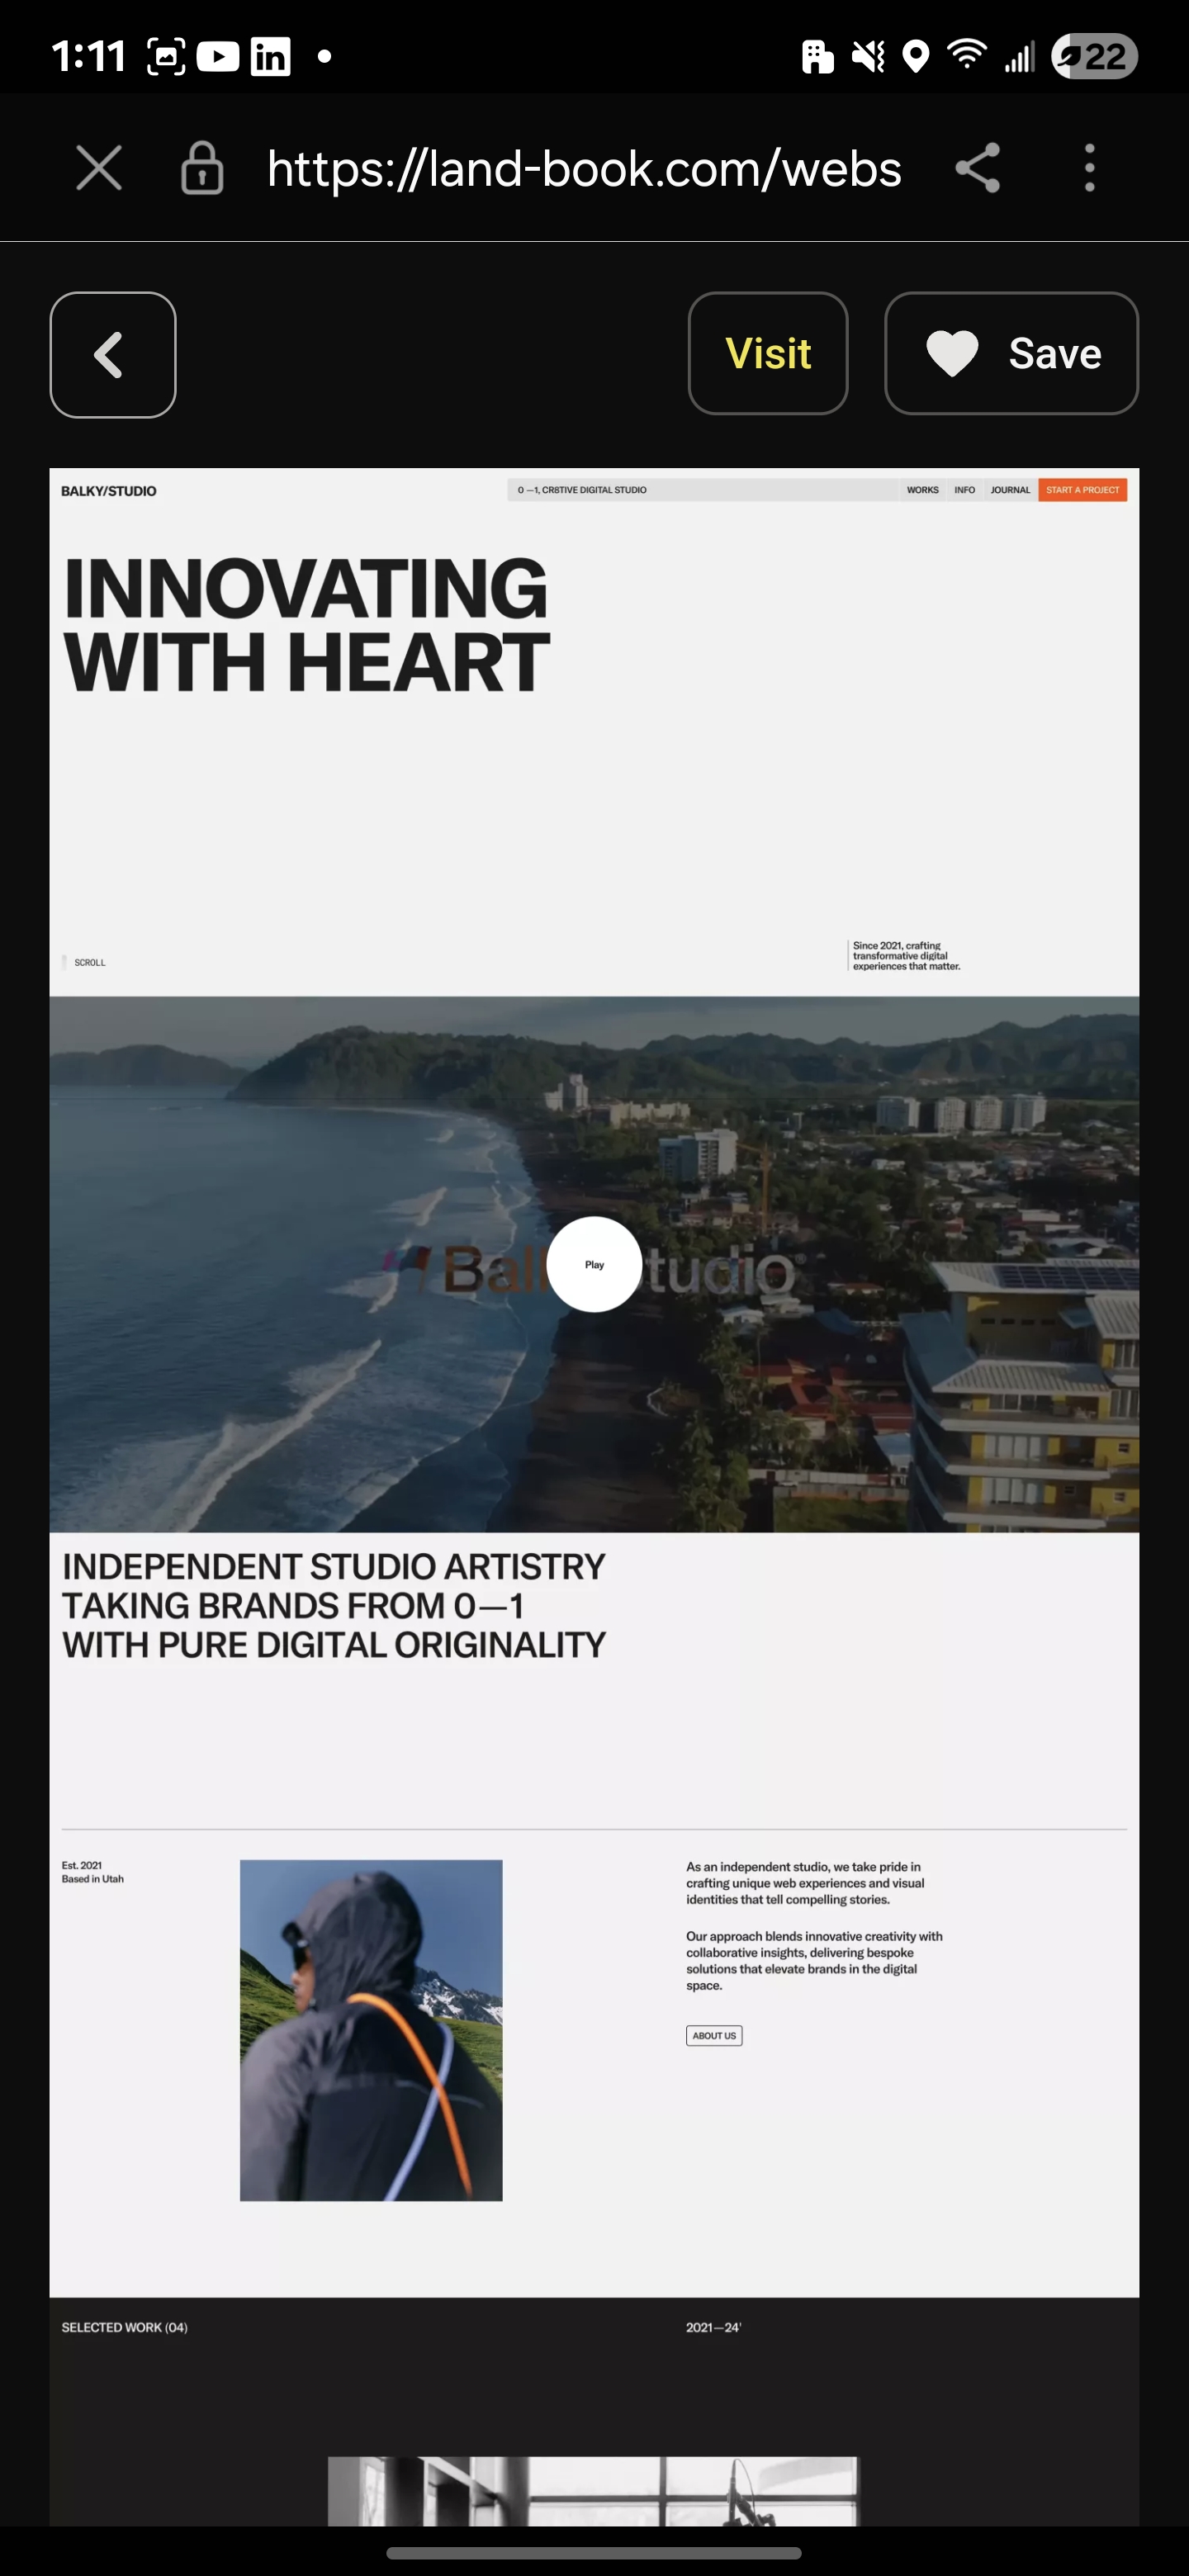 1:11
22
https://land-book.com/webs
Visit
Save
BALKY/STUDIO
0 —1, CR8TIVE DIGITAL STUDIO
WORKS
INFO
JOURNAL
START A PROJECT
INNOVATING
WITH HEART
SCROLL
Since 2021, crafting
transformative digital
experiences that matter.
Play
INDEPENDENT STUDIO ARTISTRY
TAKING BRANDS FROM 0—1
WITH PURE DIGITAL ORIGINALITY
Est. 2021
Based in Utah
As an independent studio, we take pride in
crafting unique web experiences and visual
identities that tell compelling stories.
Our approach blends innovative creativity with
collaborative insights, delivering bespoke
solutions that elevate brands in the digital
space.
ABOUT US
SELECTED WORK (04)
2021—24'